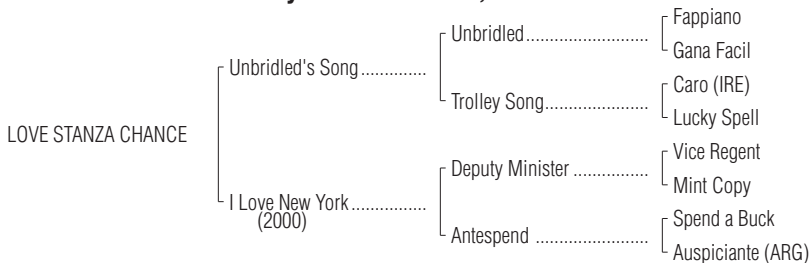 Fappiano
Unbridled..........................
Gana Facil
Unbridled's Song..............
Caro (IRE)
Trolley Song......................
Lucky Spell
LOVE STANZA CHANCE
Vice Regent
Deputy Minister ................
Mint Copy
I Love New York................
(2000)
Spend a Buck
Antespend ........................
Auspiciante (ARG)